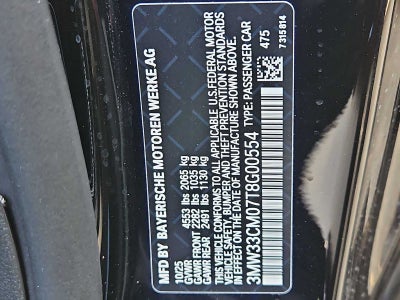 MFD BY BAYERISCHE MOTOREN WERKE AG
10/25
GVWR 4553 lbs 2065 kg
GAWR FRONT 2282 lbs 1035 kg
GAWR REAR 2491 lbs 1130 kg
THIS VEHICLE CONFORMS TO ALL APPLICABLE U.S. FEDERAL MOTOR
VEHICLE SAFETY, BUMPER AND THEFT PREVENTION STANDARDS
IN EFFECT ON THE DATE OF MANUFACTURE SHOWN ABOVE.
3MW33CM07T8G00554 TYPE: PASSENGER CAR
475
7315814